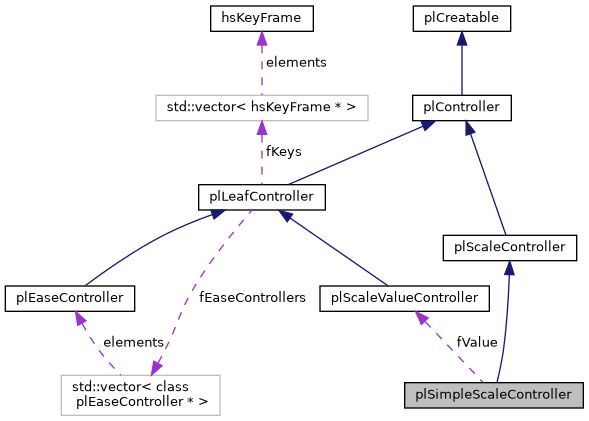 hsKeyFrame
plCreatable
elements
std::vector< hsKeyFrame * >
plController
fKeys
plLeafController
plScaleController
plEaseController
fEaseControllers
plScaleValueController
elements
fValue
std::vector< class
plEaseController * >
plSimpleScaleController